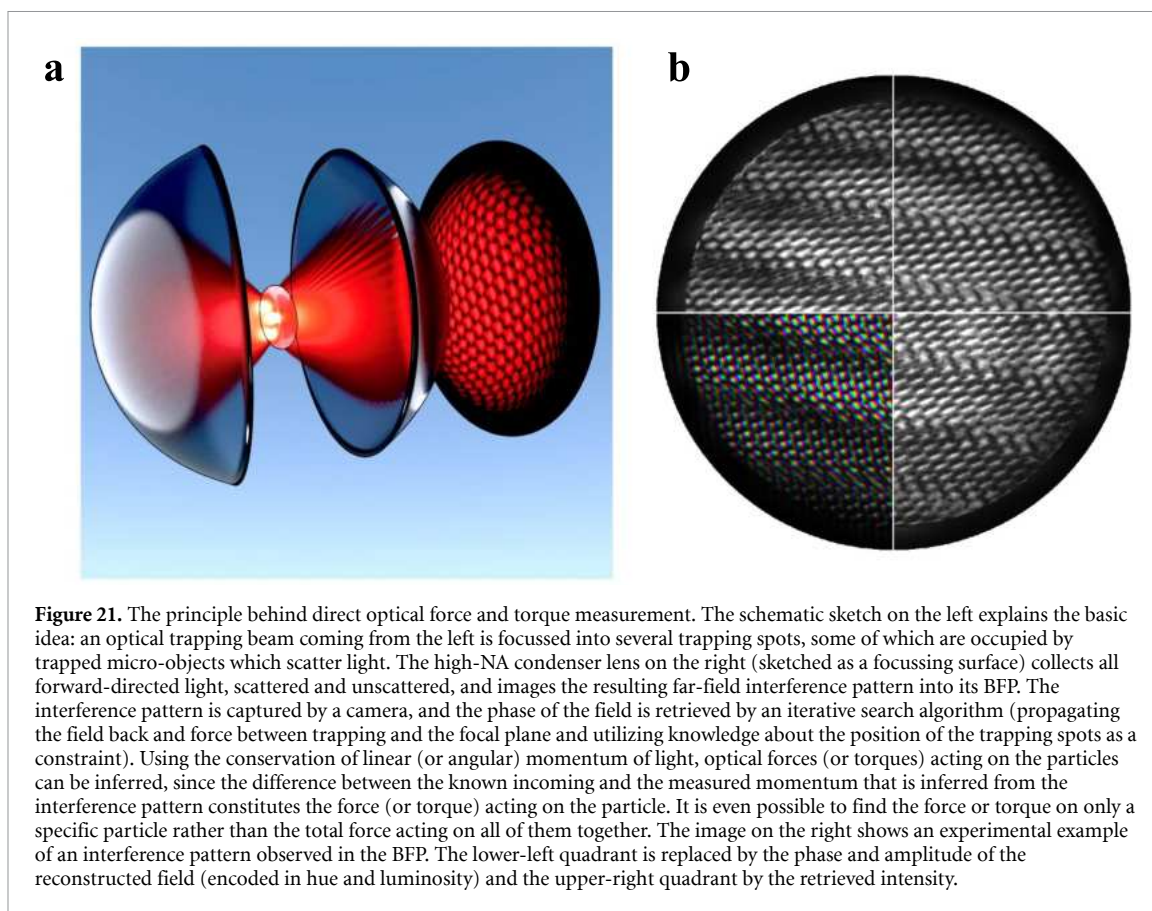 a
b
Figure 21. The principle behind direct optical force and torque measurement. The schematic sketch on the left explains the basic
idea: an optical trapping beam coming from the left is focussed into several trapping spots, some of which are occupied by
trapped micro-objects which scatter light. The high-NA condenser lens on the right (sketched as a focussing surface) collects all
forward-directed light, scattered and unscattered, and images the resulting far-field interference pattern into its BFP. The
interference pattern is captured by a camera, and the phase of the field is retrieved by an iterative search algorithm (propagating
the field back and force between trapping and the focal plane and utilizing knowledge about the position of the trapping spots as a
constraint). Using the conservation of linear (or angular) momentum of light, optical forces (or torques) acting on the particles
can be inferred, since the difference between the known incoming and the measured momentum that is inferred from the
interference pattern constitutes the force (or torque) acting on the particle. It is even possible to find the force or torque on only a
specific particle rather than the total force acting on all of them together. The image on the right shows an experimental example
of an interference pattern observed in the BFP. The lower-left quadrant is replaced by the phase and amplitude of the
reconstructed field (encoded in hue and luminosity) and the upper-right quadrant by the retrieved intensity.